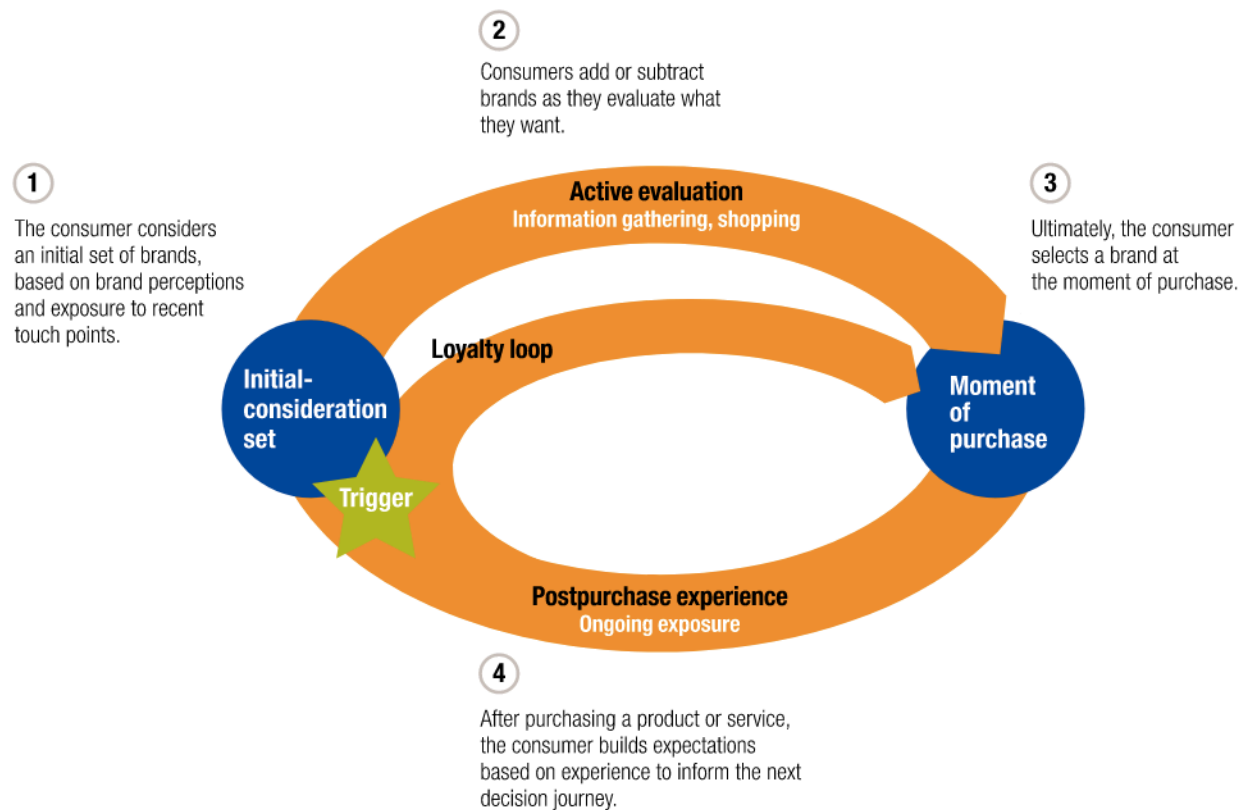 1
The consumer considers
an initial set of brands,
based on brand perceptions
and exposure to recent
touch points.
2
Consumers add or subtract
brands as they evaluate what
they want.
3
Ultimately, the consumer
selects a brand at
the moment of purchase.
Active evaluation
Information gathering, shopping
Loyalty loop
Initial-
consideration
set
Trigger
Moment
of
purchase
Postpurchase experience
Ongoing exposure
4
After purchasing a product or service,
the consumer builds expectations
based on experience to inform the next
decision journey.